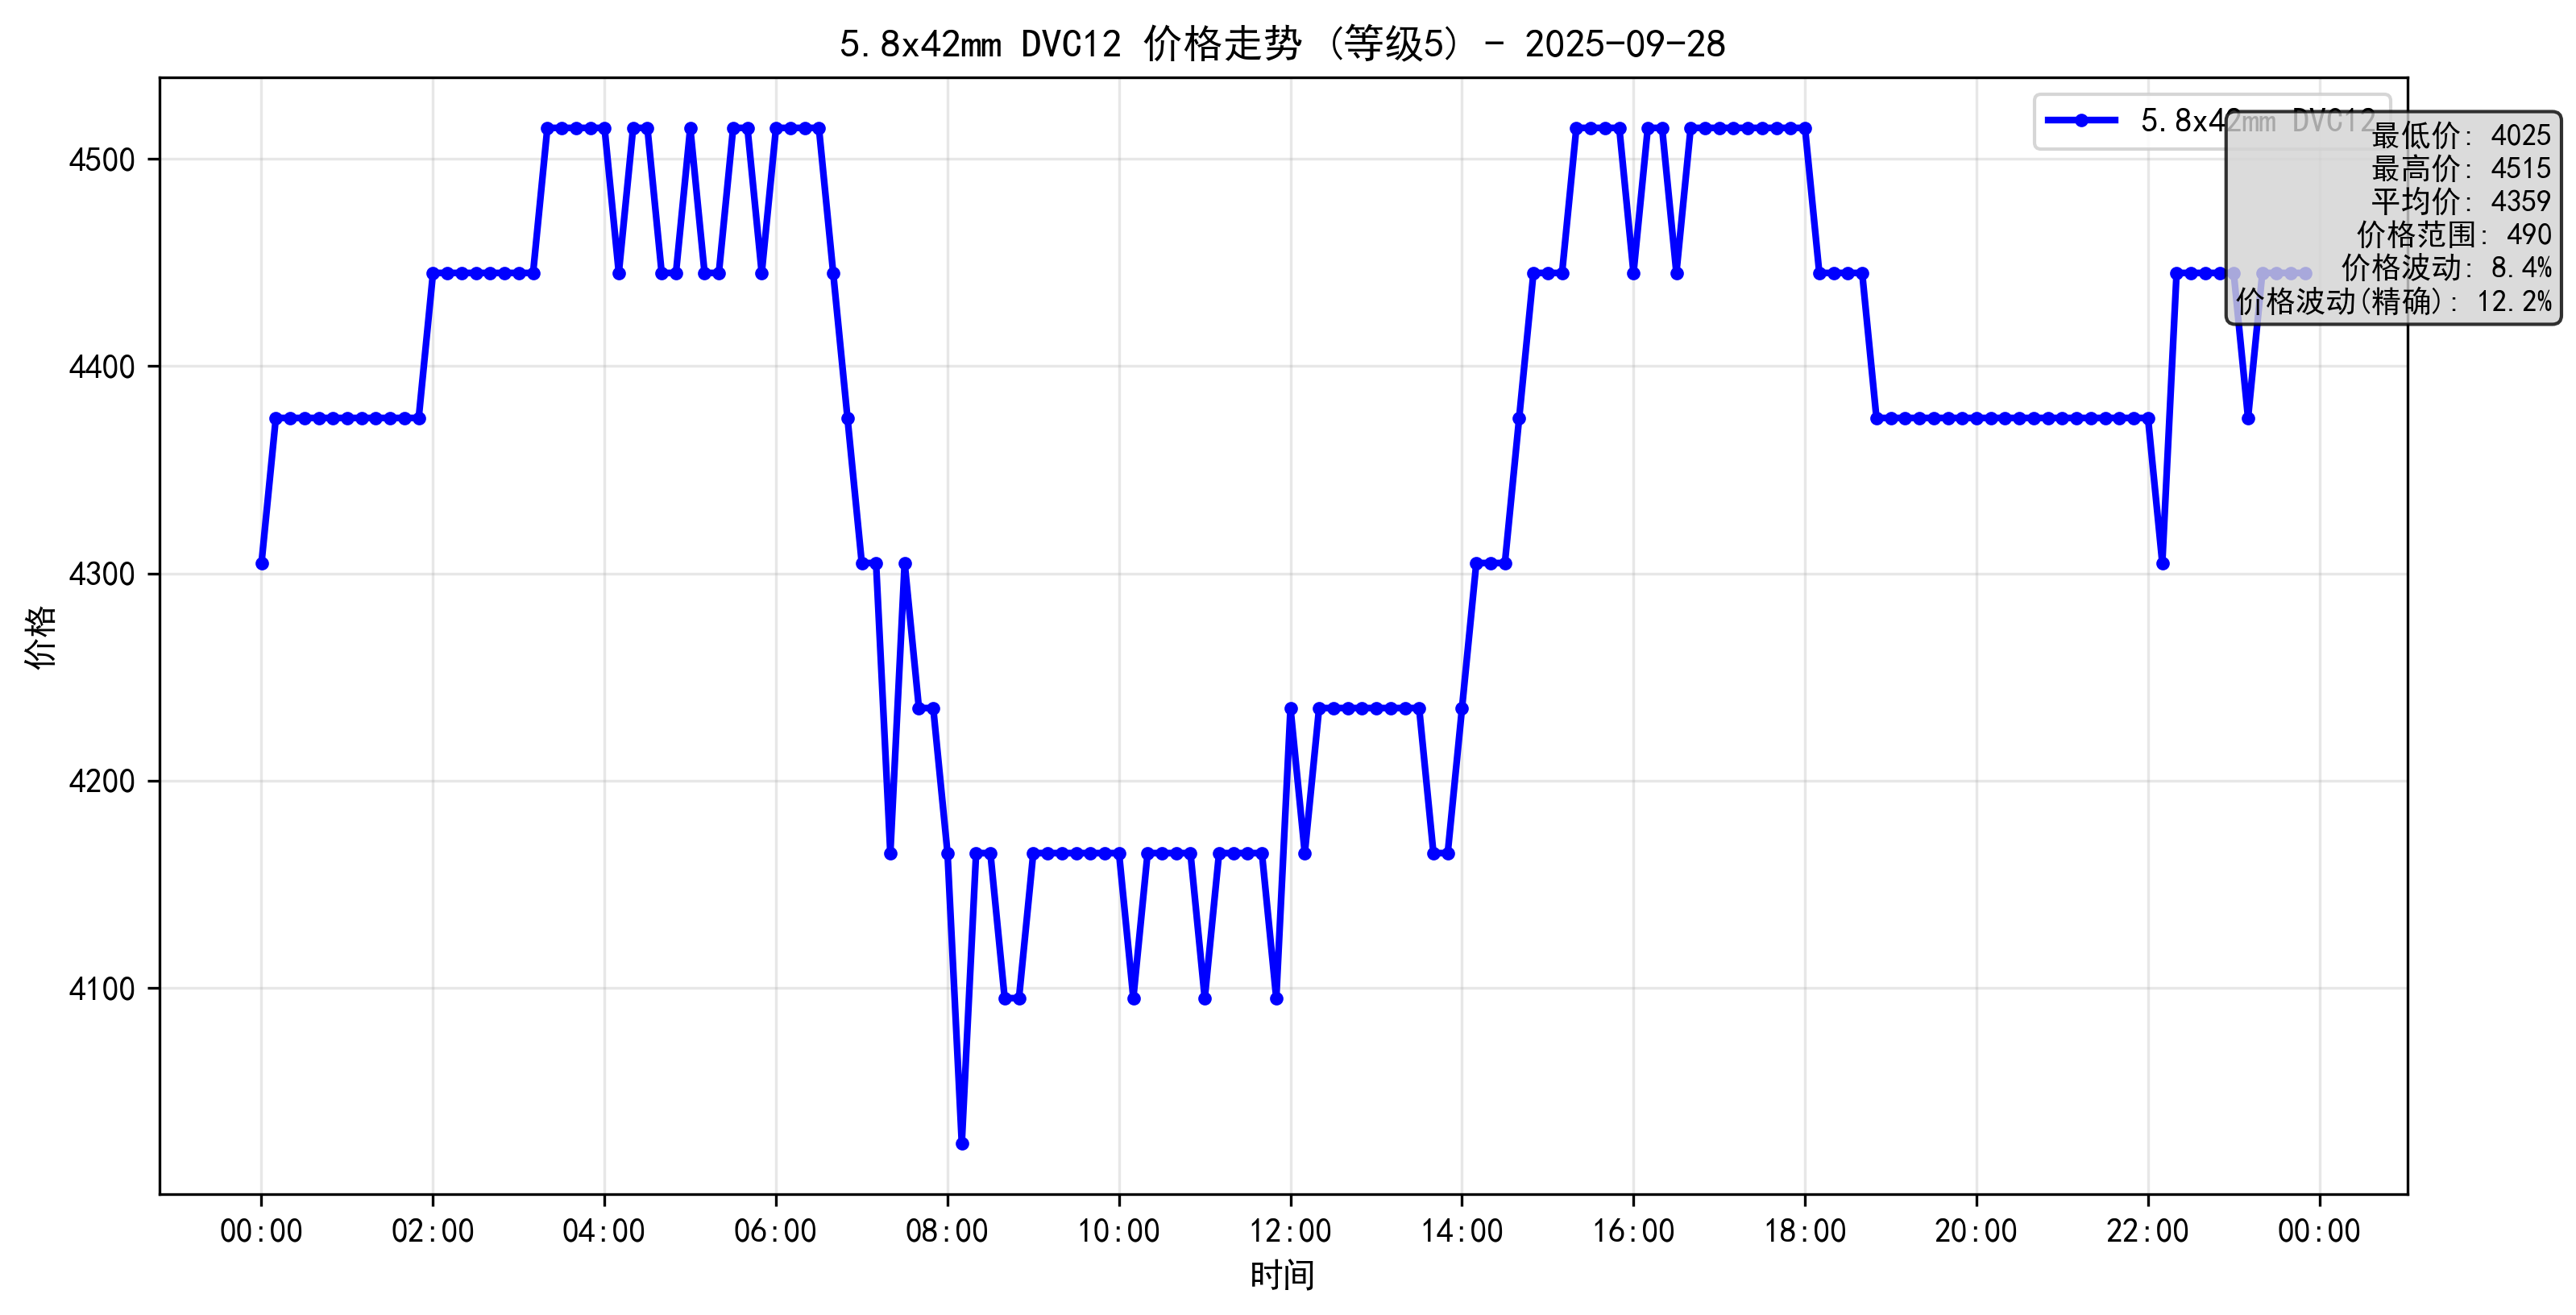 5.8x42mm DVC12 价格走势 (等级5) - 2025-09-28
5.8x42mm DVC12
最低价: 4025
最高价: 4515
平均价: 4359
价格范围: 490
价格波动: 8.4%
价格波动(精确): 12.2%
价格
4500
4400
4300
4200
4100
00:00 02:00 04:00 06:00 08:00 10:00 12:00 14:00 16:00 18:00 20:00 22:00 00:00
时间